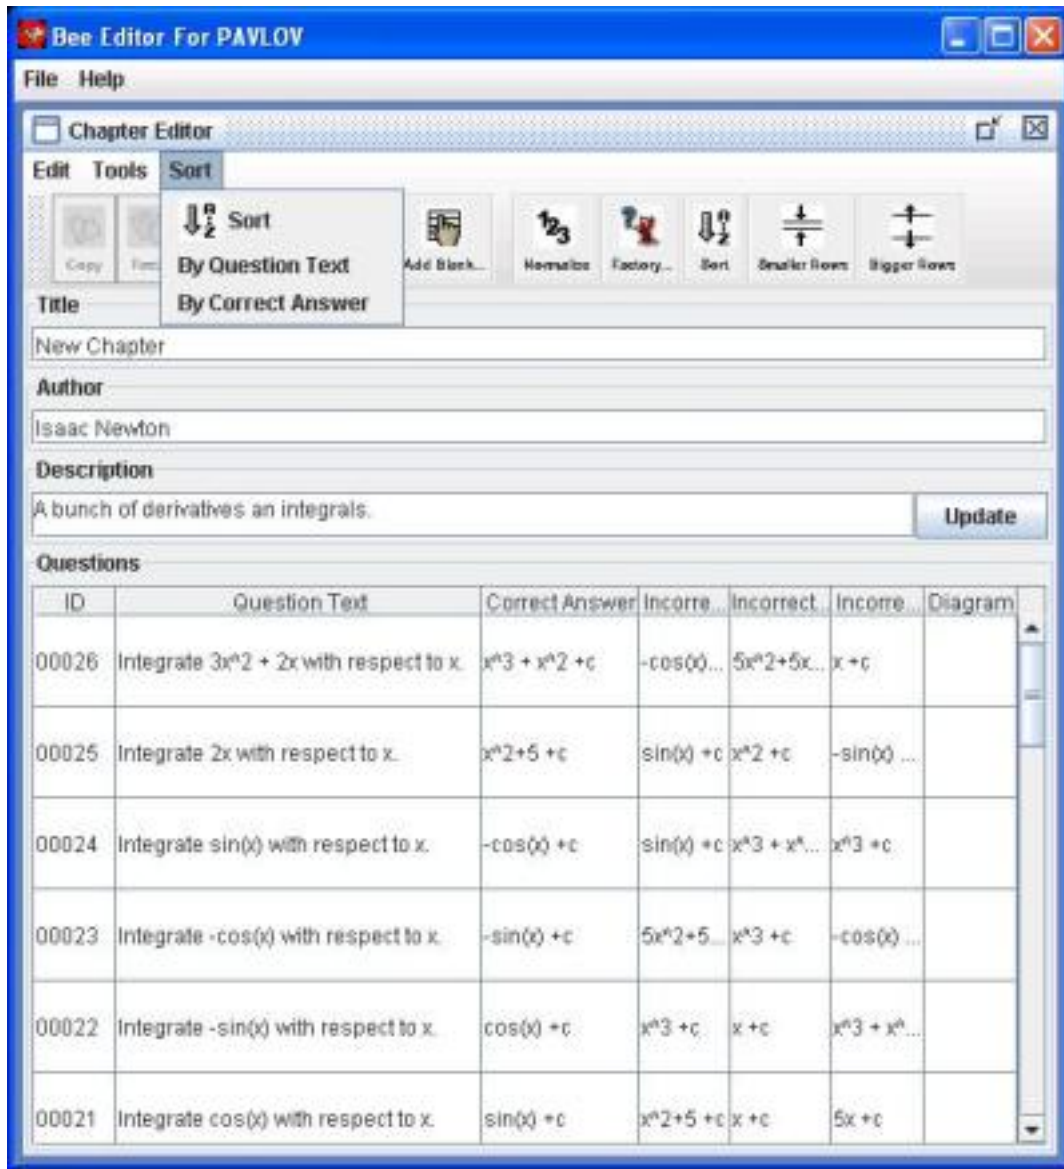 Bee Editor For PAVLOV
File Help
Chapter Editor
Edit Tools Sort
Sort
By Question Text
By Correct Answer
Copy Add Blank... Normalize Factory... Sort Smaller Rows Bigger Rows
Title
New Chapter
Author
Isaac Newton
Description
A bunch of derivatives an integrals.
Update
Questions
ID Question Text Correct Answer Incorre... Incorrect... Incorre... Diagram
00026 Integrate 3x^2 + 2x with respect to x. x^3 + x^2 +c -cos(x)... 5x^2+5x... x +c
00025 Integrate 2x with respect to x. x^2+5 +c sin(x) +c x^2 +c -sin(x) ...
00024 Integrate sin(x) with respect to x. -cos(x) +c sin(x) +c x^3 + x^... x^3 +c
00023 Integrate -cos(x) with respect to x. -sin(x) +c 5x^2+5... x^3 +c -cos(x) ...
00022 Integrate -sin(x) with respect to x. cos(x) +c x^3 +c x +c x^3 + x^...
00021 Integrate cos(x) with respect to x. sin(x) +c x^2+5 +c x +c 5x +c